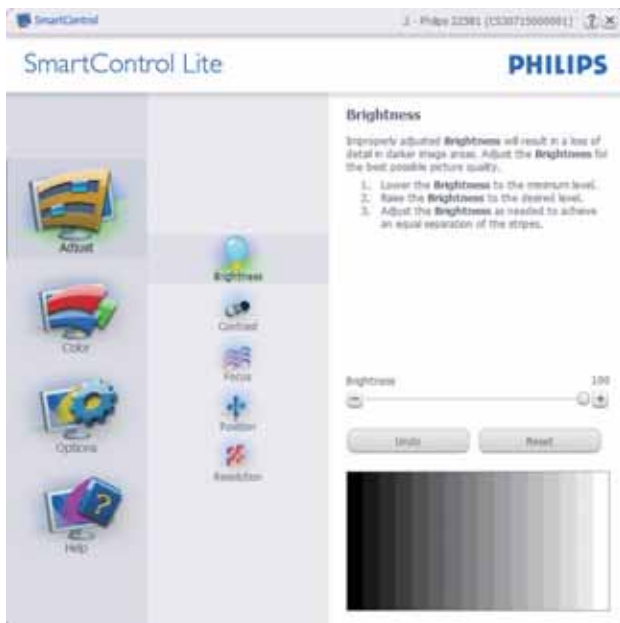 SmartControl
2 - Philips
SmartControl Lite
PHILIPS
Adjust
Color
Options
Help
Brightness
Contrast
Focus
Position
Resolution
Brightness
Improperly adjusted Brightness will result in a loss of
detail in darker image areas. Adjust the Brightness for
the best possible picture quality.
1. Lower the Brightness to the minimum level.
2. Raise the Brightness to the desired level.
3. Adjust the Brightness as needed to achieve
an equal separation of the stripes.
Brightness 100
Undo Reset